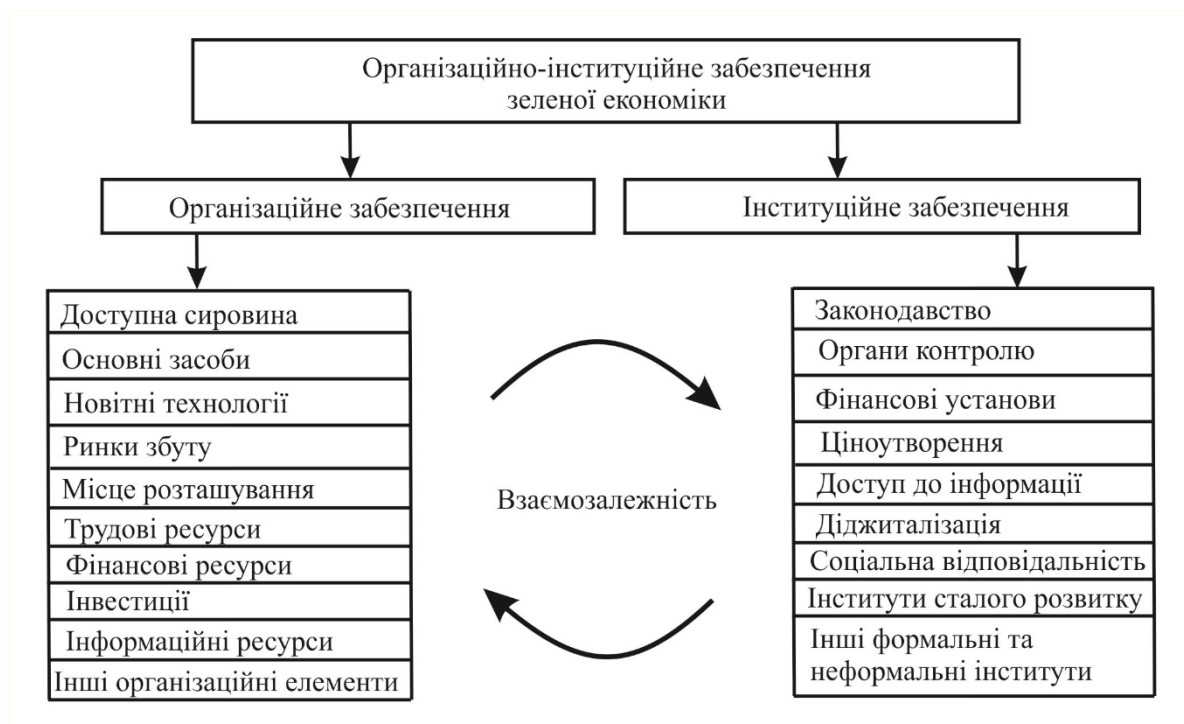 Організаційно-інституційне забезпечення
зеленої економіки
Організаційне забезпечення
Інституційне забезпечення
Доступна сировина
Основні засоби
Новітні технології
Ринки збуту
Місце розташування
Трудові ресурси
Фінансові ресурси
Інвестиції
Інформаційні ресурси
Інші організаційні елементи
Взаємозалежність
Законодавство
Органи контролю
Фінансові установи
Ціноутворення
Доступ до інформації
Діджиталізація
Соціальна відповідальність
Інститути сталого розвитку
Інші формальні та
неформальні інститути